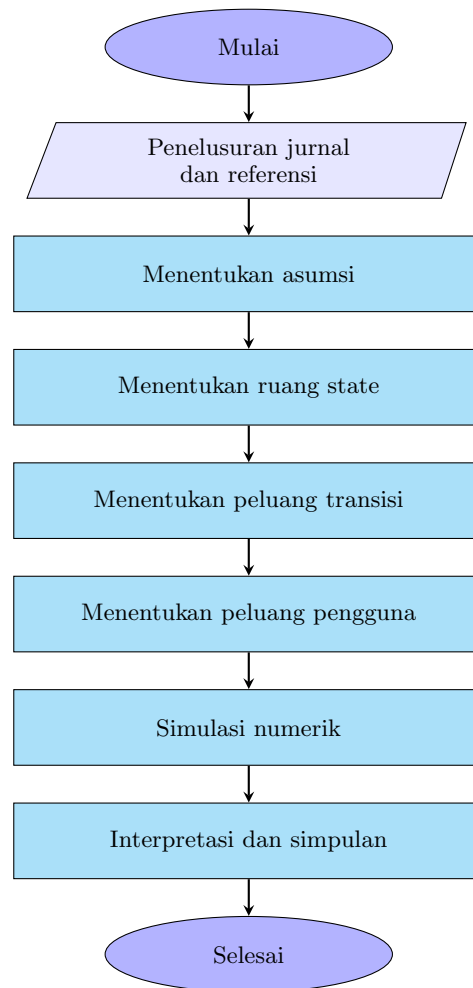 Mulai
Penelusuran jurnal
dan referensi
Menentukan asumsi
Menentukan ruang state
Menentukan peluang transisi
Menentukan peluang pengguna
Simulasi numerik
Interpretasi dan simpulan
Selesai